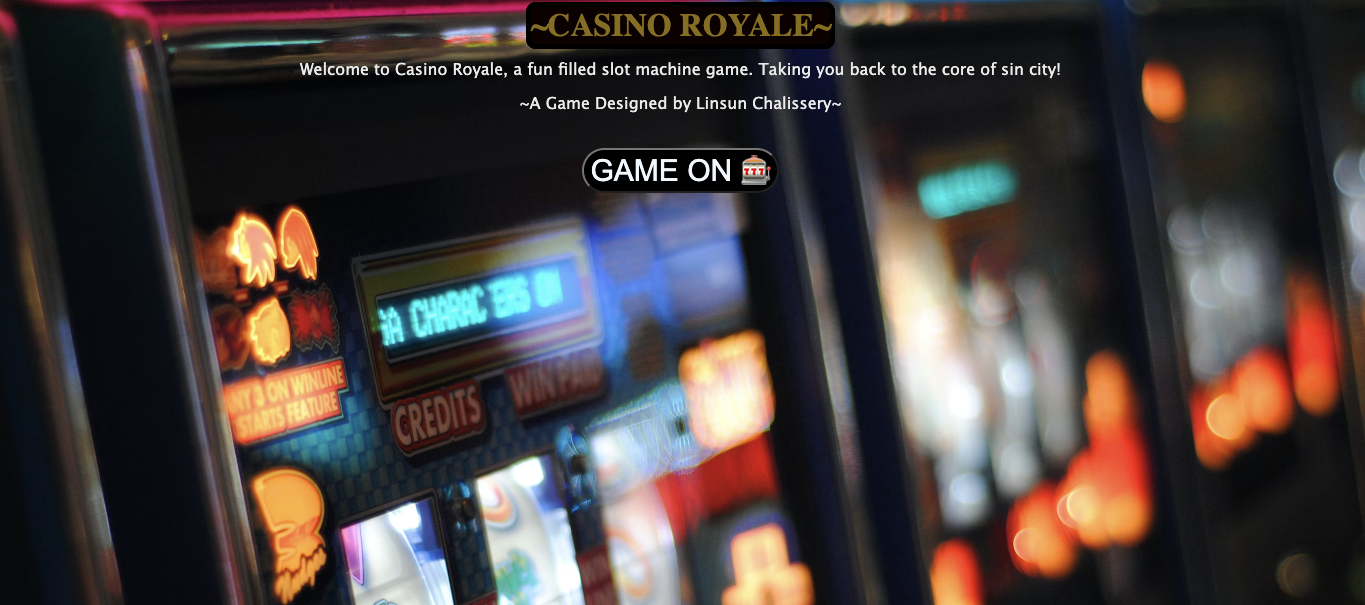 ~CASINO ROYALE~
Welcome to Casino Royale, a fun filled slot machine game. Taking you back to the core of sin city!
~A Game Designed by Linsun Chalissery~
GAME ON 🎰
CHARAC ERS ON
ANY 3 ON WINLINE
STARTS FEATURE
CREDITS
WIN PAID